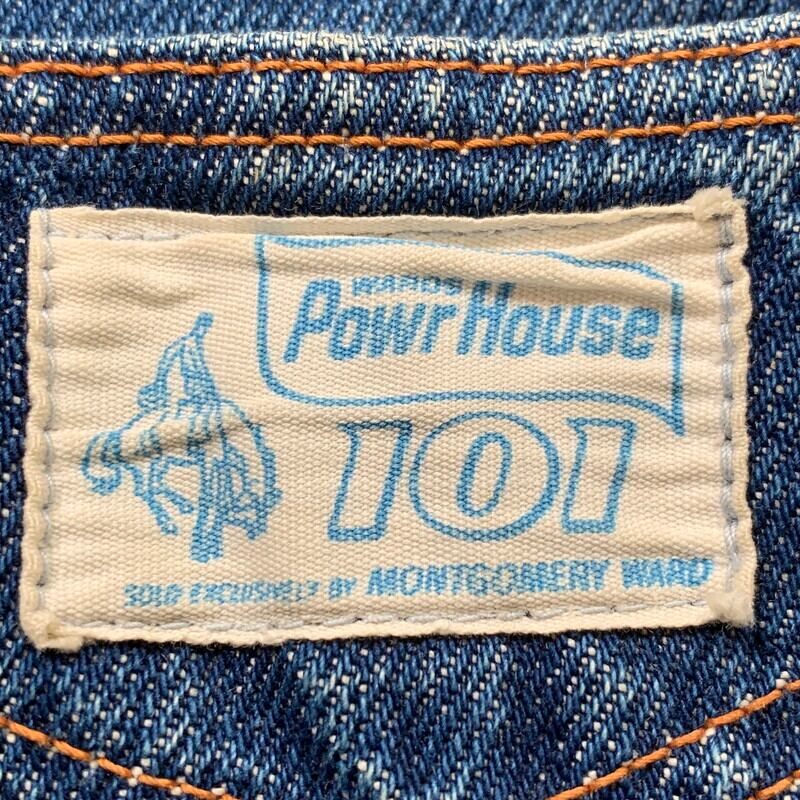 WARDS
PowrHouse
101
SOLD EXCLUSIVELY BY MONTGOMERY WARD